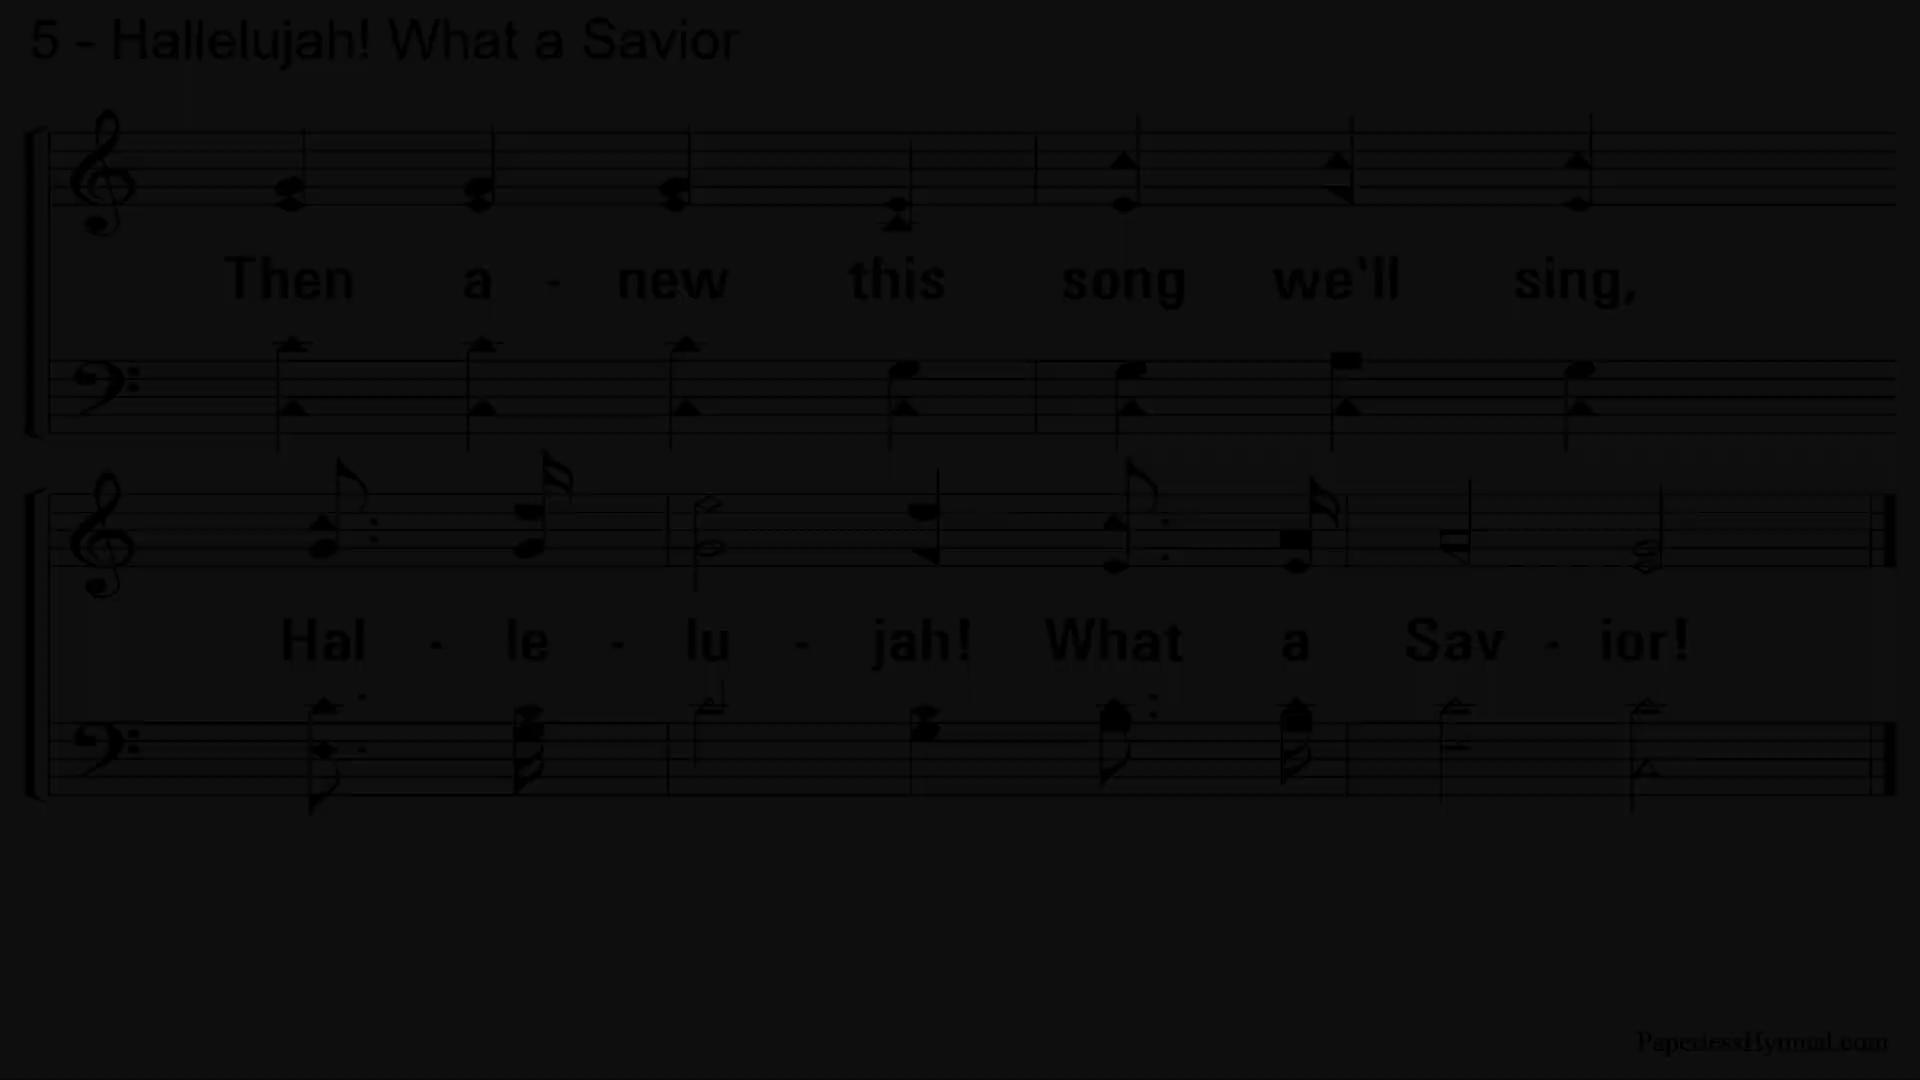 5 - Hallelujah! What a Savior
Then a - new this song we'll sing,
Hal - le - lu - jah! What a Sav - ior!
PaperlessHymnal.com